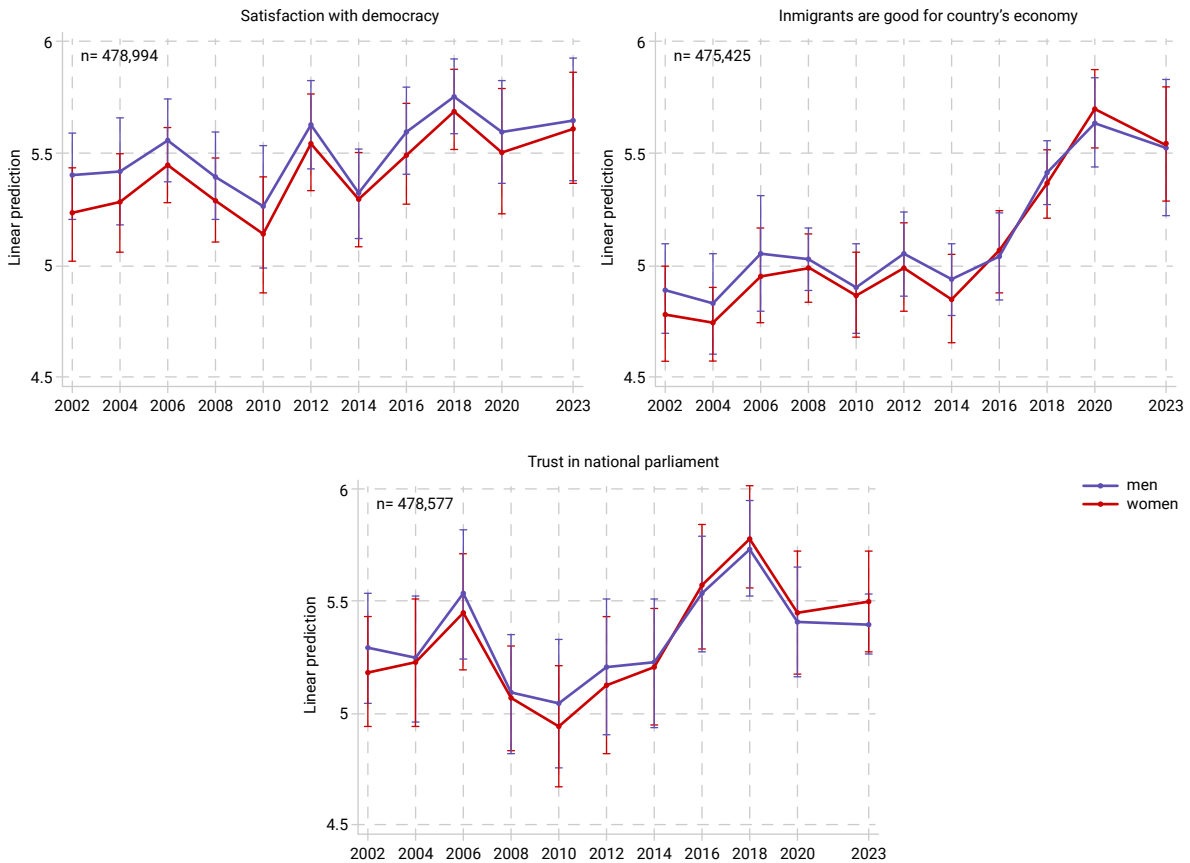 Satisfaction with democracy
n= 478,994
Linear prediction
6
5.5
5
4.5
2002 2004 2006 2008 2010 2012 2014 2016 2018 2020 2023
Inmigrants are good for country's economy
n= 475,425
Linear prediction
6
5.5
5
4.5
2002 2004 2006 2008 2010 2012 2014 2016 2018 2020 2023
Trust in national parliament
n= 478,577
Linear prediction
6
5.5
5
4.5
2002 2004 2006 2008 2010 2012 2014 2016 2018 2020 2023
men
women